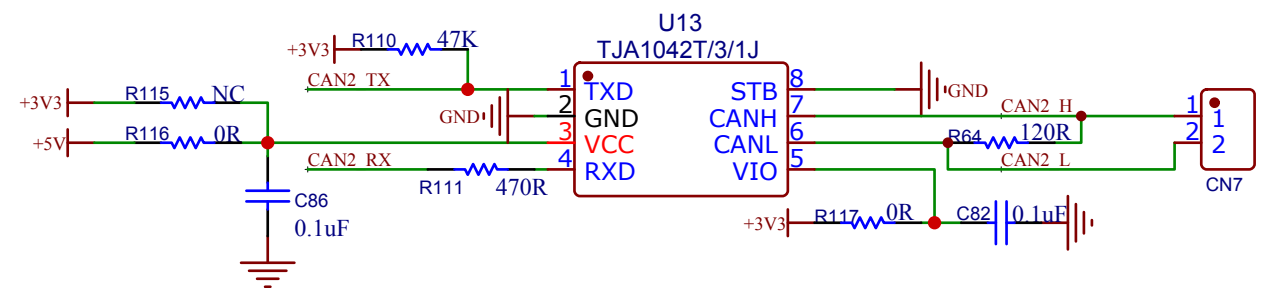 U13
TJA1042T/3/1J
+3V3 R110 47K
CAN2_TX
R115 NC
+3V3
R116 0R
+5V
GND
CAN2_RX
R111 470R
C86
0.1uF
1 TXD
2 GND
3 VCC
4 RXD
STB 8
CANH 7
CANL 6
VIO 5
GND
CAN2_H
R64 120R
CAN2_L
1 1
2 2
CN7
+3V3 R117 0R C82 0.1uF